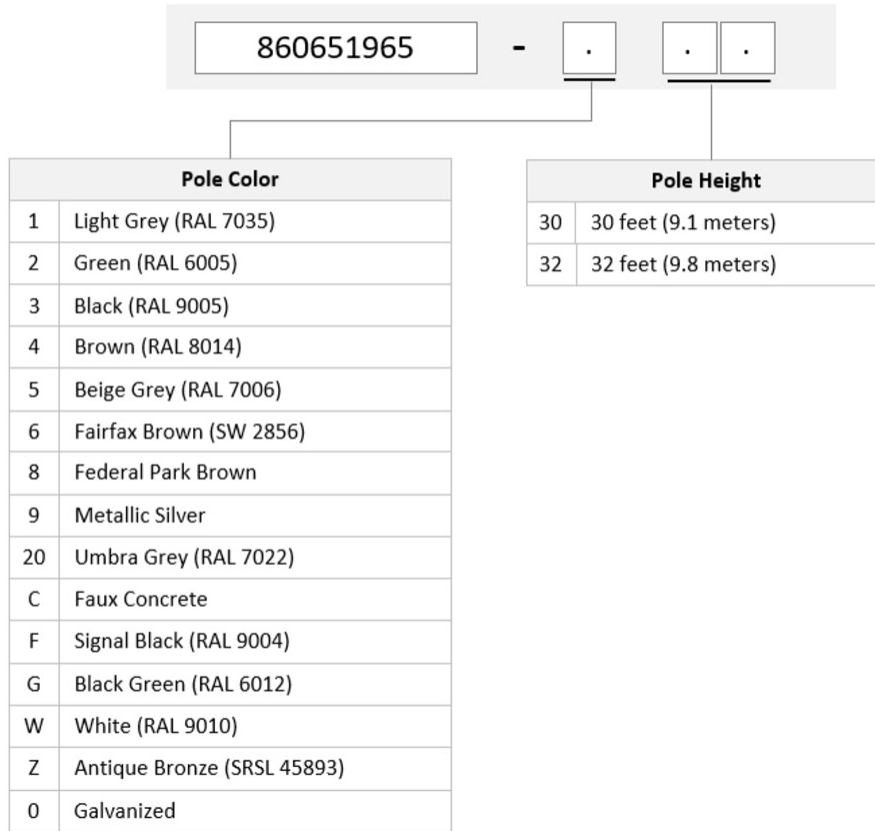 860651965 - . . .
Pole Color
1 Light Grey (RAL 7035)
2 Green (RAL 6005)
3 Black (RAL 9005)
4 Brown (RAL 8014)
5 Beige Grey (RAL 7006)
6 Fairfax Brown (SW 2856)
8 Federal Park Brown
9 Metallic Silver
20 Umbra Grey (RAL 7022)
C Faux Concrete
F Signal Black (RAL 9004)
G Black Green (RAL 6012)
W White (RAL 9010)
Z Antique Bronze (SRSL 45893)
0 Galvanized
Pole Height
30 30 feet (9.1 meters)
32 32 feet (9.8 meters)